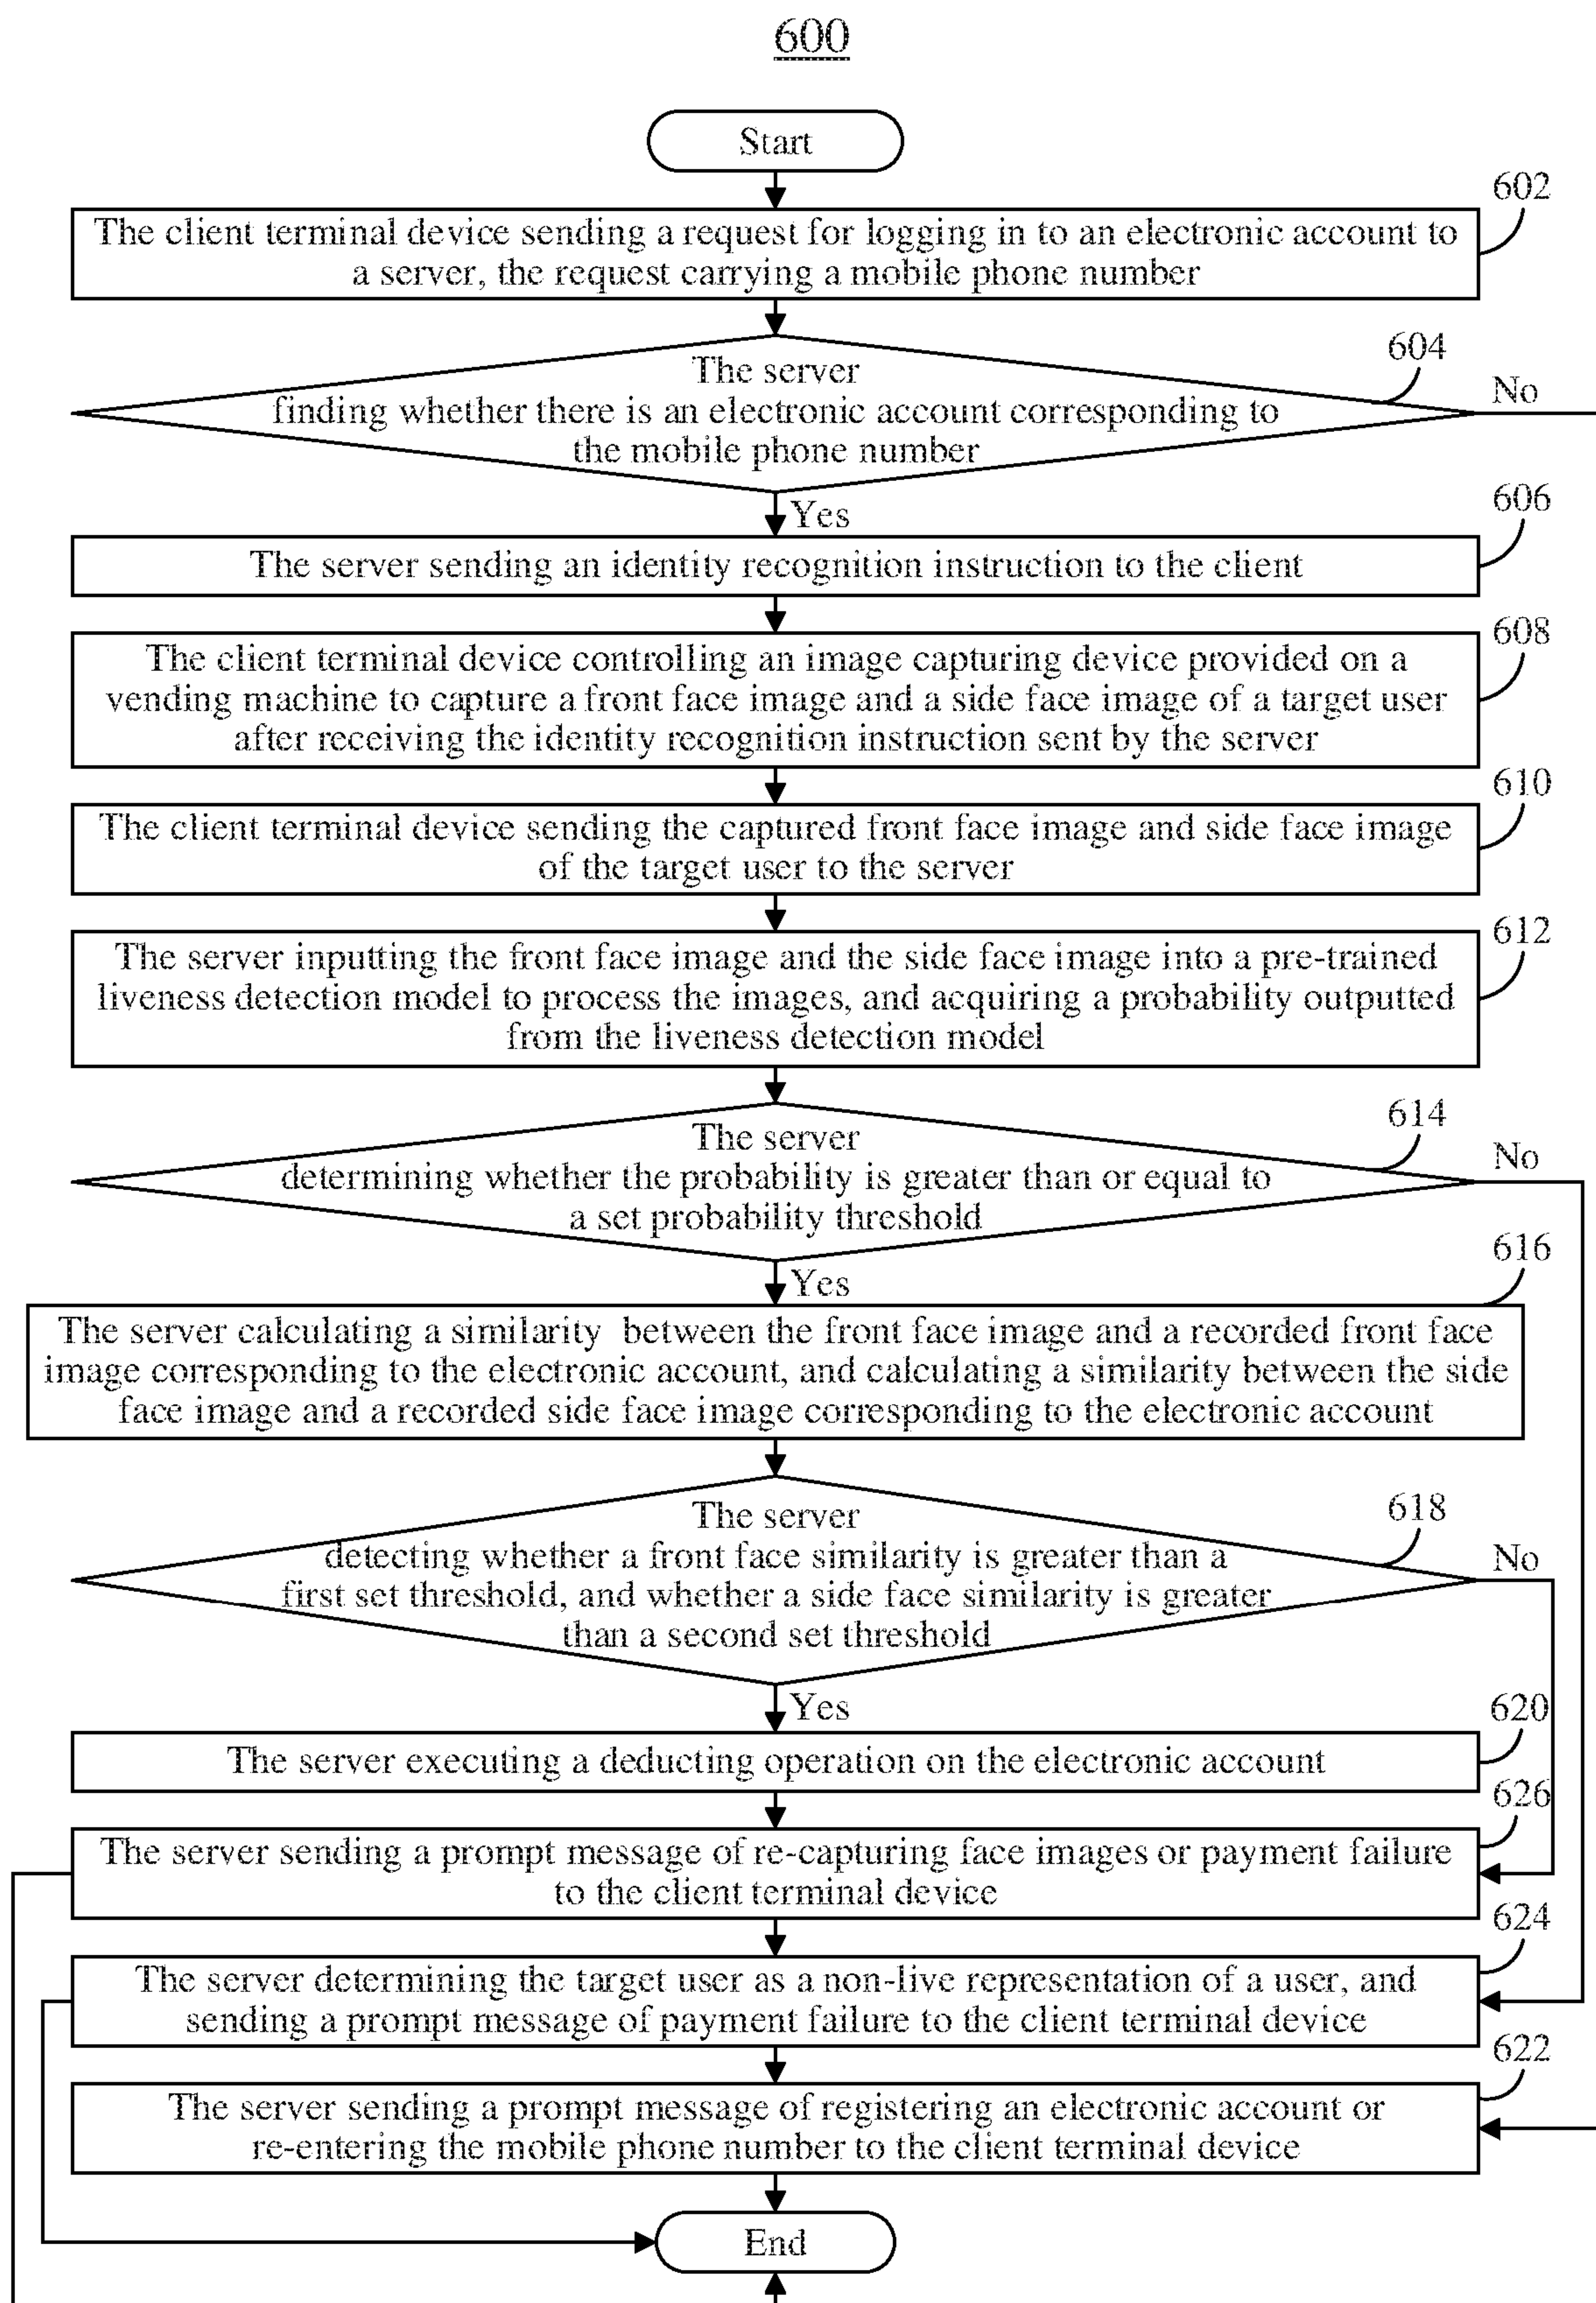 600
Start
602
The client terminal device sending a request for logging in to an electronic account to
a server, the request carrying a mobile phone number
604
The server
finding whether there is an electronic account corresponding to
the mobile phone number
No
Yes
606
The server sending an identity recognition instruction to the client
608
The client terminal device controlling an image capturing device provided on a
vending machine to capture a front face image and a side face image of a target user
after receiving the identity recognition instruction sent by the server
610
The client terminal device sending the captured front face image and side face image
of the target user to the server
612
The server inputting the front face image and the side face image into a pre-trained
liveness detection model to process the images, and acquiring a probability outputted
from the liveness detection model
614
The server
determining whether the probability is greater than or equal to
a set probability threshold
No
Yes
616
The server calculating a similarity between the front face image and a recorded front face
image corresponding to the electronic account, and calculating a similarity between the side
face image and a recorded side face image corresponding to the electronic account
618
The server
detecting whether a front face similarity is greater than a
first set threshold, and whether a side face similarity is greater
than a second set threshold
No
Yes
620
The server executing a deducting operation on the electronic account
626
The server sending a prompt message of re-capturing face images or payment failure
to the client terminal device
624
The server determining the target user as a non-live representation of a user, and
sending a prompt message of payment failure to the client terminal device
622
The server sending a prompt message of registering an electronic account or
re-entering the mobile phone number to the client terminal device
End